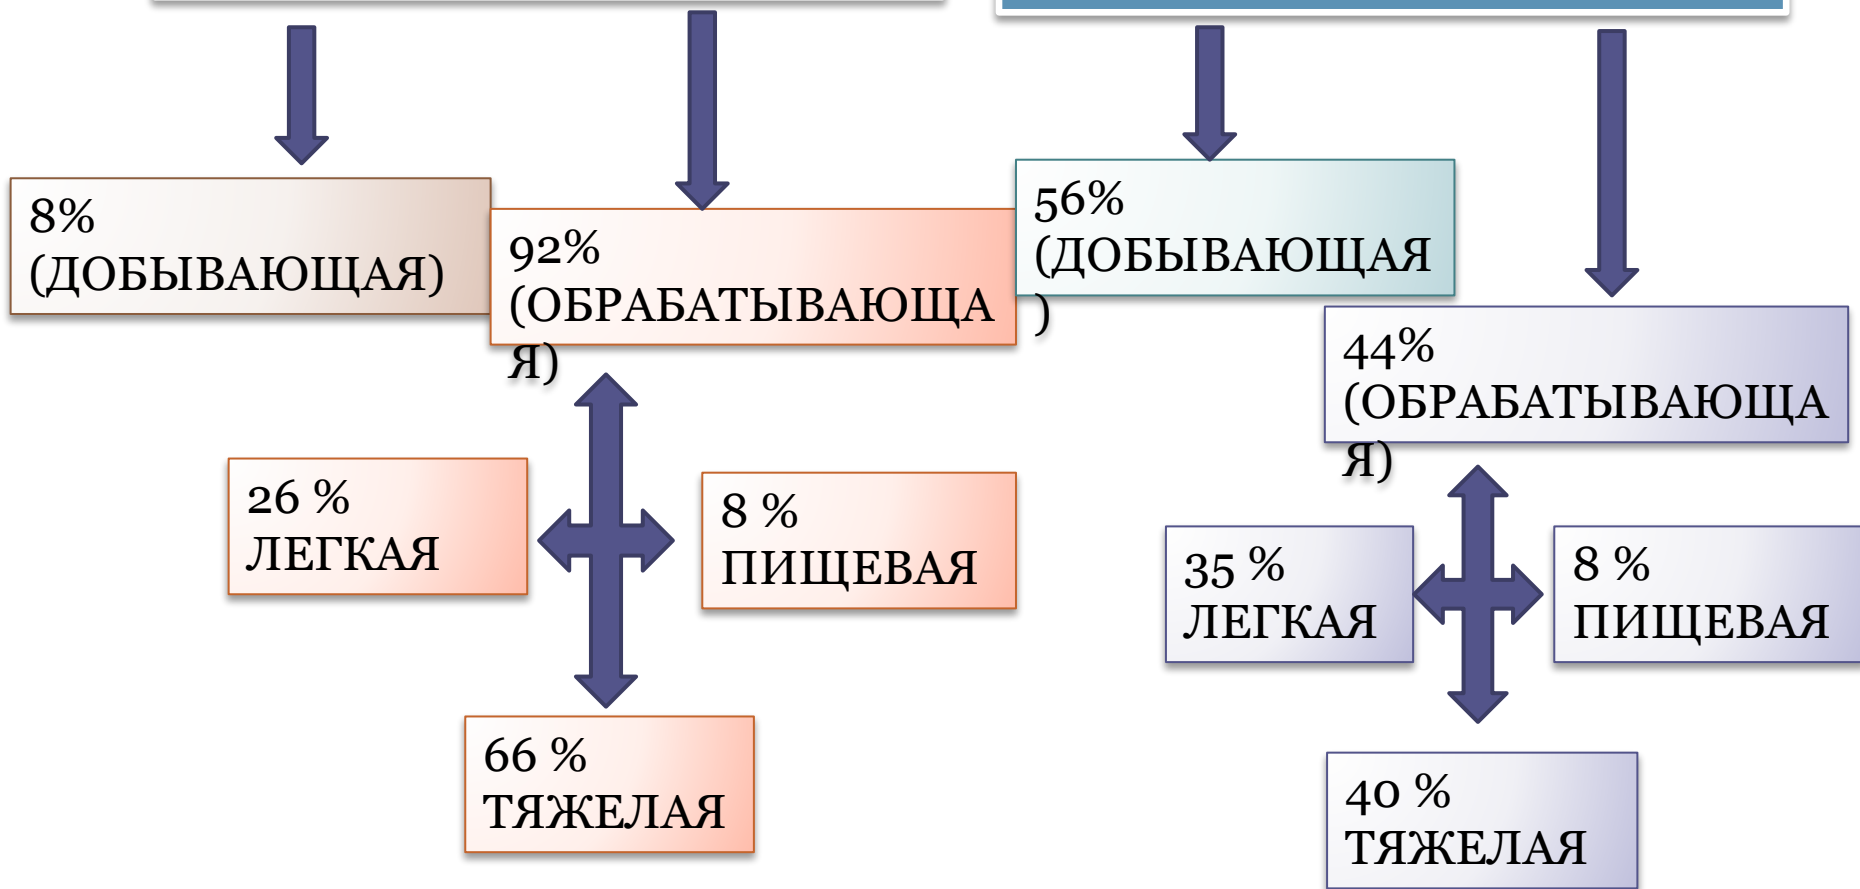 8%
(ДОБЫВАЮЩАЯ)
92%
(ОБРАБАТЫВАЮЩА
Я)
56%
(ДОБЫВАЮЩАЯ
)
44%
(ОБРАБАТЫВАЮЩА
Я)
26 %
ЛЕГКАЯ
8 %
ПИЩЕВАЯ
66 %
ТЯЖЕЛАЯ
35 %
ЛЕГКАЯ
8 %
ПИЩЕВАЯ
40 %
ТЯЖЕЛАЯ